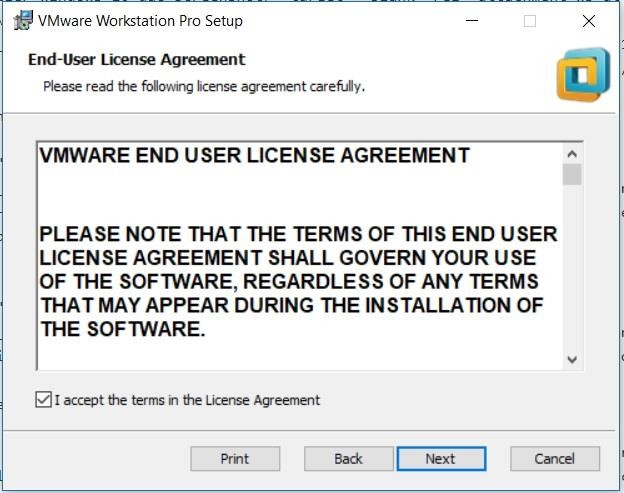 VMware Workstation Pro Setup
End-User License Agreement
Please read the following license agreement carefully.
VMWARE END USER LICENSE AGREEMENT
PLEASE NOTE THAT THE TERMS OF THIS END USER
LICENSE AGREEMENT SHALL GOVERN YOUR USE
OF THE SOFTWARE, REGARDLESS OF ANY TERMS
THAT MAY APPEAR DURING THE INSTALLATION OF
THE SOFTWARE.
I accept the terms in the License Agreement
Print Back Next Cancel